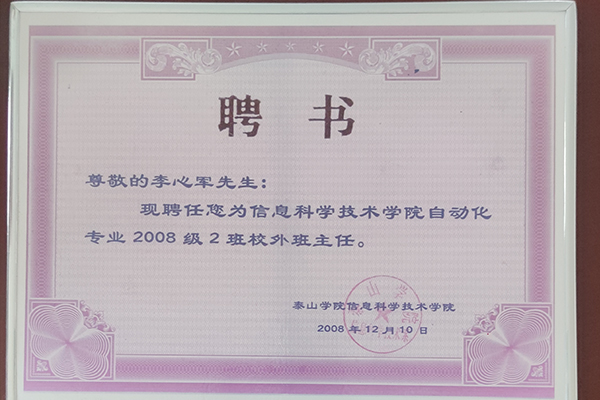 聘书
尊敬的李心军先生：
现聘任您为信息科学技术学院自动化
专业2008级2班校外班主任。
泰山学院信息科学技术学院
2008年12月10日